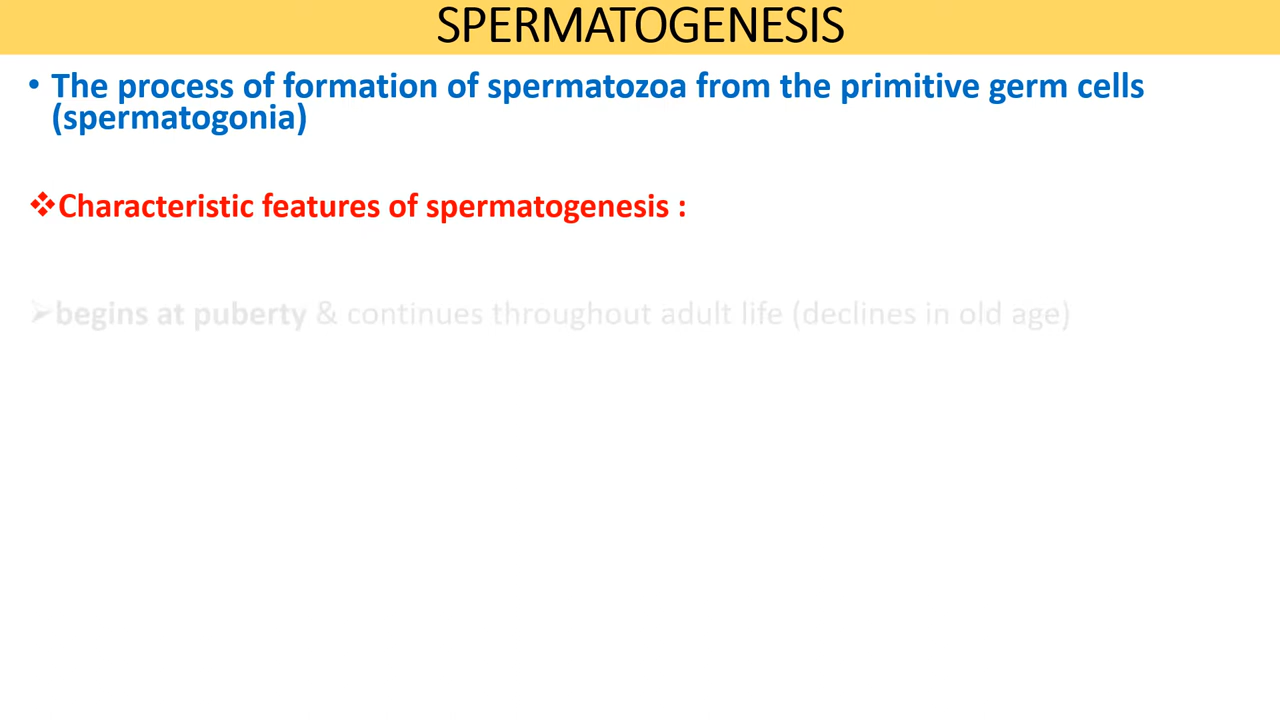 SPERMATOGENESIS
• The process of formation of spermatozoa from the primitive germ cells
(spermatogonia)
❖Characteristic features of spermatogenesis :
➢begins at puberty & continues throughout adult life (declines in old age)